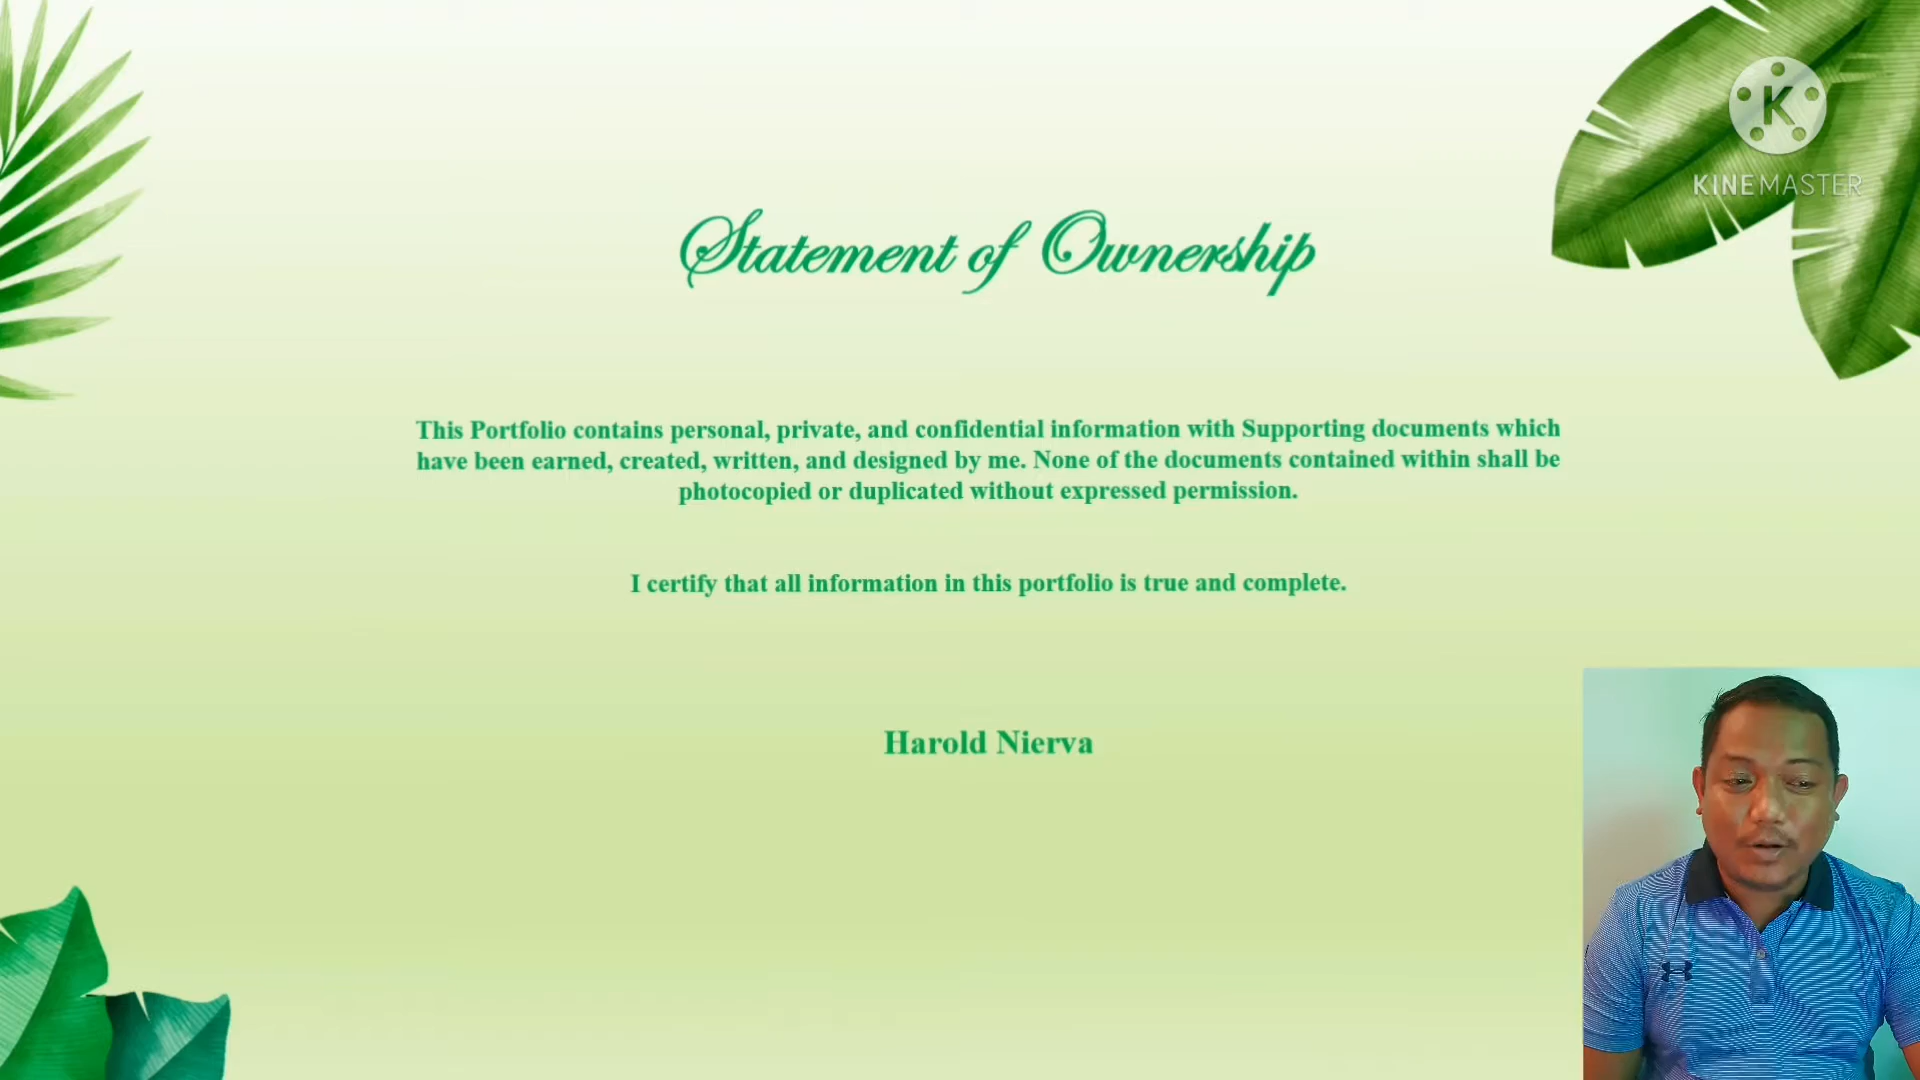 K
KINEMASTER
Statement of Ownership
This Portfolio contains personal, private, and confidential information with Supporting documents which
have been earned, created, written, and designed by me. None of the documents contained within shall be
photocopied or duplicated without expressed permission.
I certify that all information in this portfolio is true and complete.
Harold Nierva